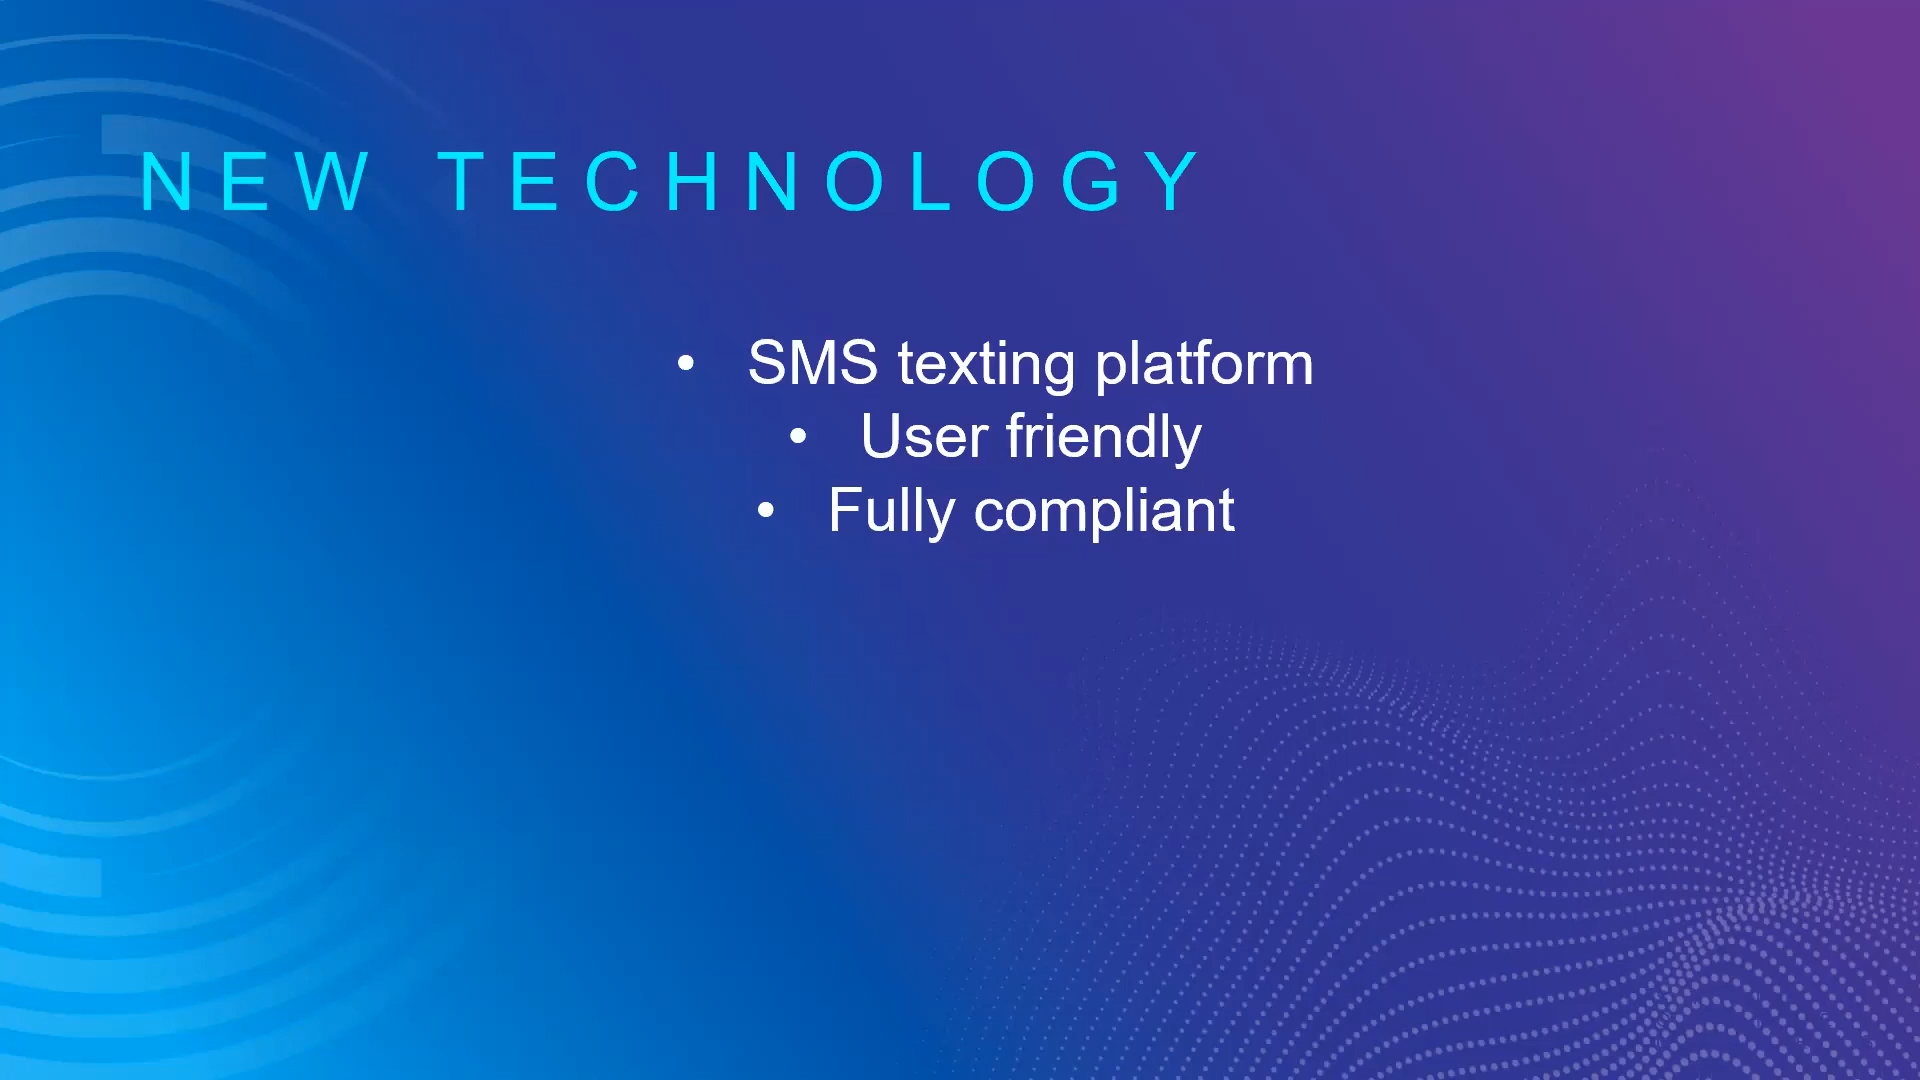 NEW TECHNOLOGY
• SMS texting platform
• User friendly
• Fully compliant